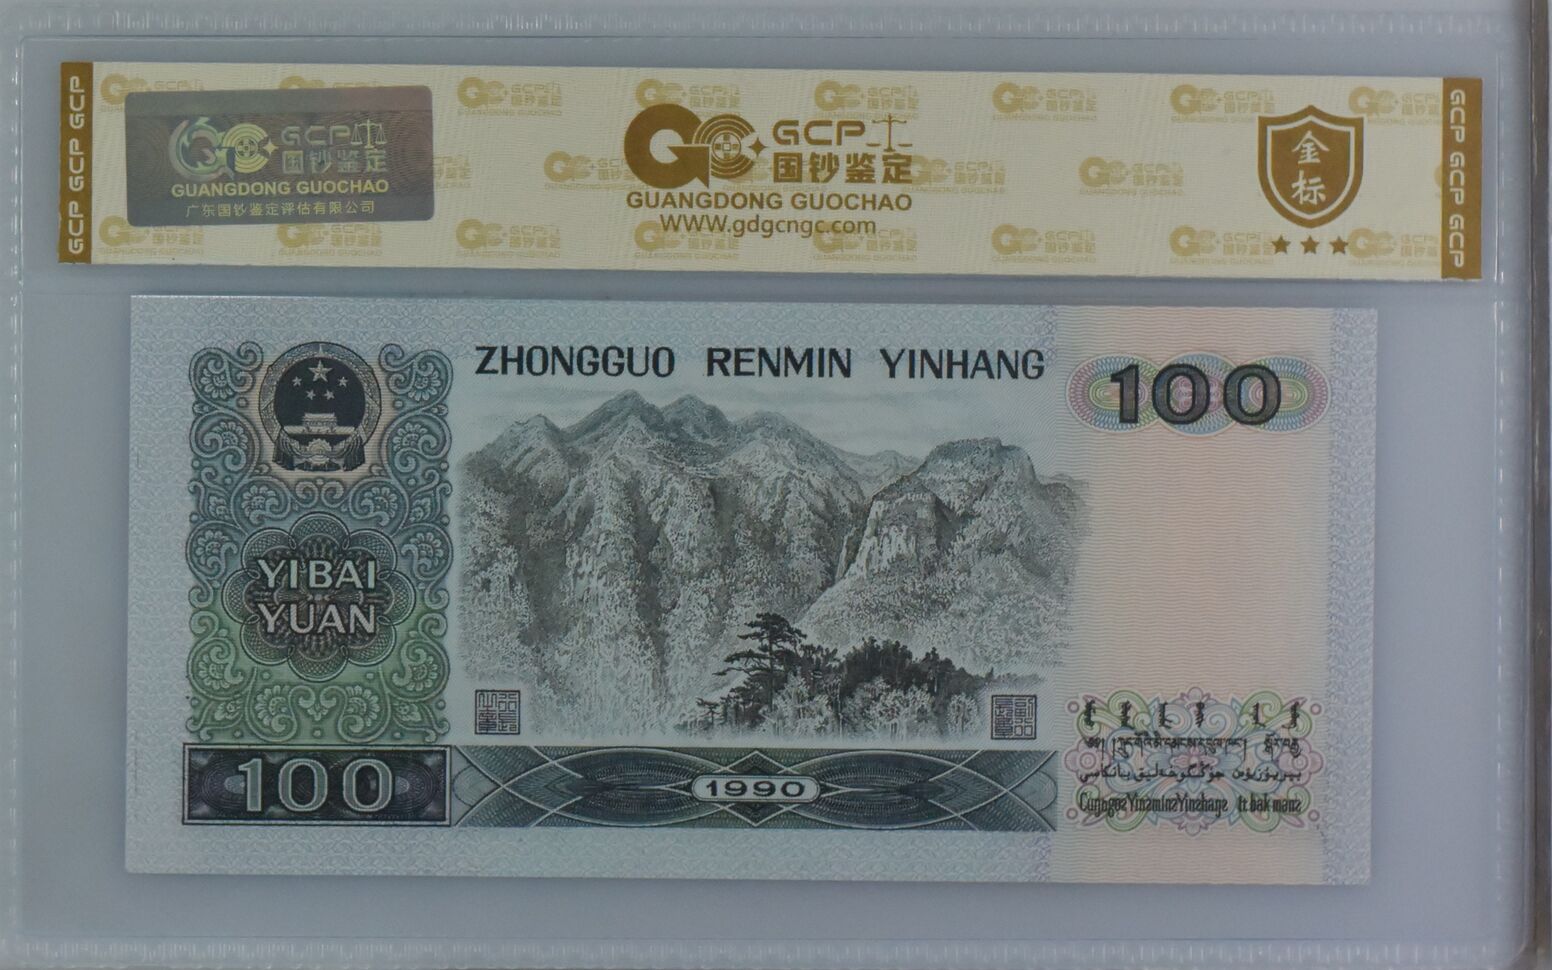 GCP GCP GCP
GCP
国钞鉴定
GUANGDONG GUOCHAO
广东国钞鉴定评估有限公司
GCP
国钞鉴定
GUANGDONG GUOCHAO
WWW.gdgcngc.com
金标
GCP GCP GCP
ZHONGGUO RENMIN YINHANG
100
YIBAI
YUAN
100
1990